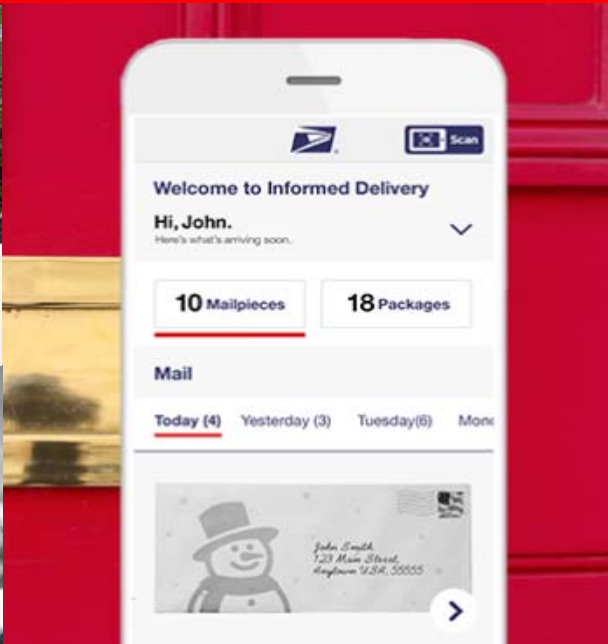 Scan
Welcome to Informed Delivery
Hi, John.
Here's what's arriving soon.
10 Mailpieces
18 Packages
Mail
Today (4) Yesterday (3) Tuesday(6)
John Smith
123 Main Street
Anytown USA, 55555